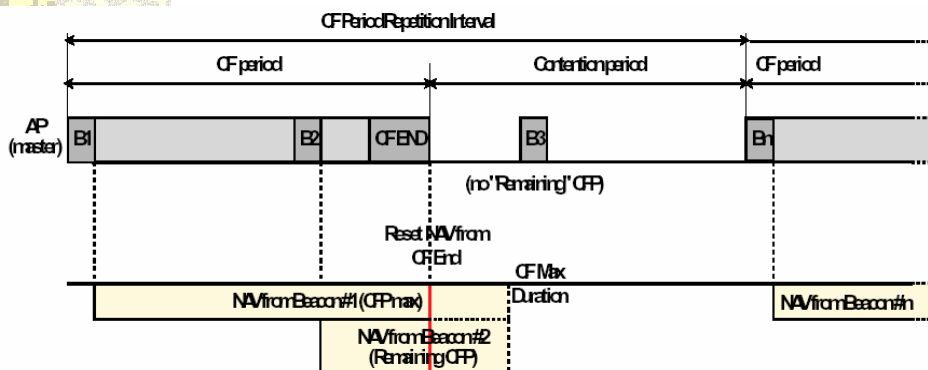 CF Period Repetition Interval
CF period
Contention period
CF period
AP
(master)
B1
B2
CF END
B3
Bn
(no "Remaining" CFP)
Reset NAV from
CF End
CF Max
Duration
NAV from Beacon #1 (CFPmax)
NAV from Beacon #n
NAV from Beacon #2
(Remaining CFP)